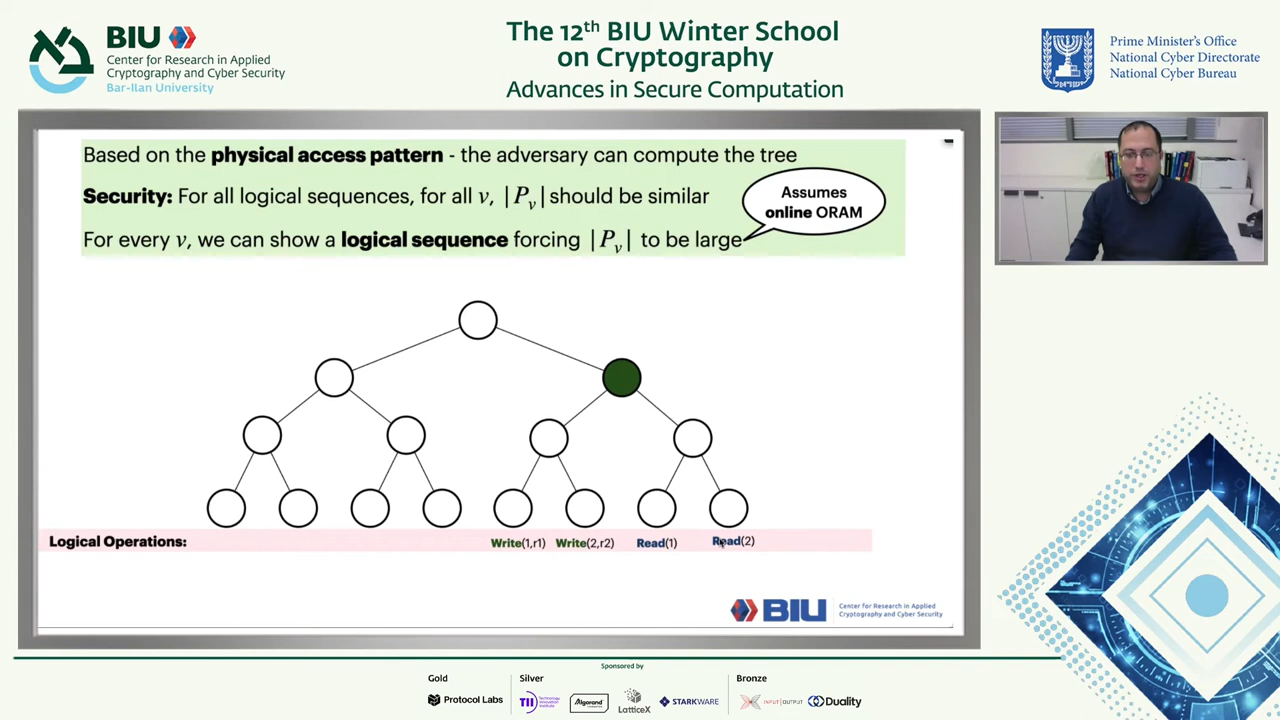 BIU
Center for Research in Applied
Cryptography and Cyber Security
Bar-Ilan University
The 12th BIU Winter School
on Cryptography
Advances in Secure Computation
Prime Minister's Office
National Cyber Directorate
National Cyber Bureau
Based on the physical access pattern - the adversary can compute the tree
Security: For all logical sequences, for all v, |Pv| should be similar
For every v, we can show a logical sequence forcing |Pv| to be large
Assumes
online ORAM
Logical Operations: Write(1,r1) Write(2,r2) Read(1) Read(2)
BIU
Center for Research in Applied
Cryptography and Cyber Security
Sponsored by
Gold Silver Bronze
Protocol Labs TII Technology Innovation Institute Algorand LatticeX STARKWARE INPUT|OUTPUT Duality